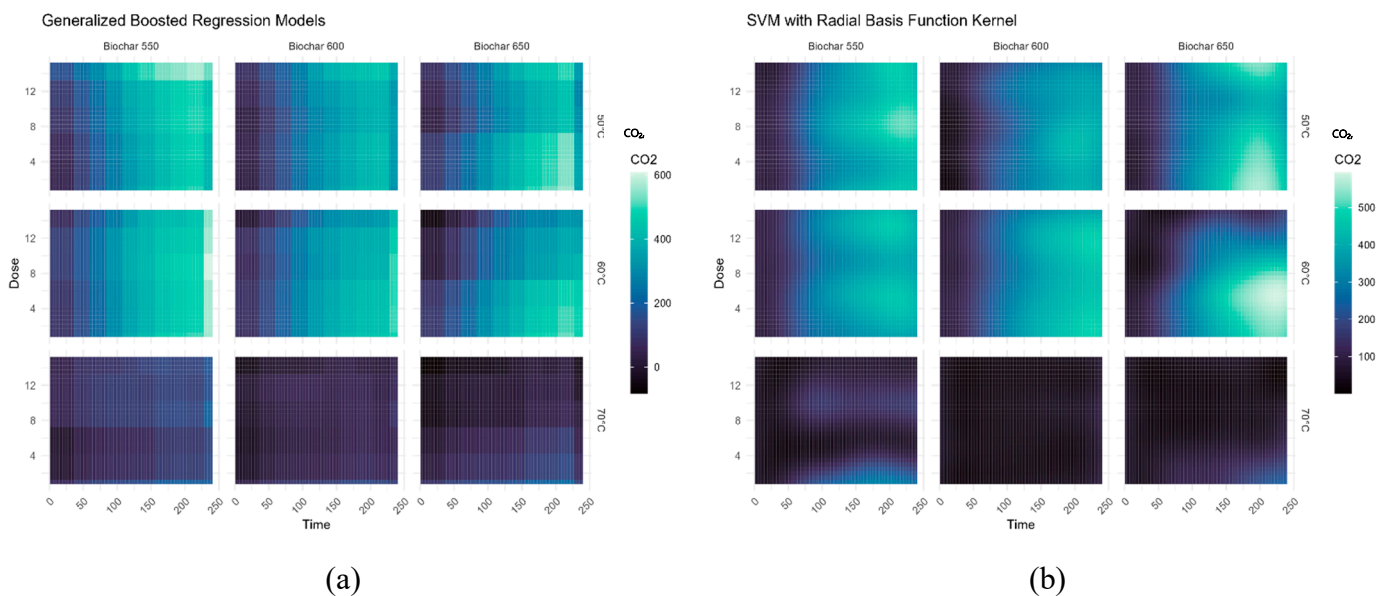 Generalized Boosted Regression Models
Biochar 550 Biochar 600 Biochar 650
12
8
4
50°C
12
8
4
60°C
12
8
4
70°C
Dose
0 50 100 150 200 250 0 50 100 150 200 250 0 50 100 150 200 250
Time
CO₂,
CO2
600
400
200
0
(a)
SVM with Radial Basis Function Kernel
Biochar 550 Biochar 600 Biochar 650
12
8
4
50°C
12
8
4
60°C
12
8
4
70°C
Dose
0 50 100 150 200 250 0 50 100 150 200 250 0 50 100 150 200 250
Time
CO₂,
CO2
500
400
300
200
100
(b)